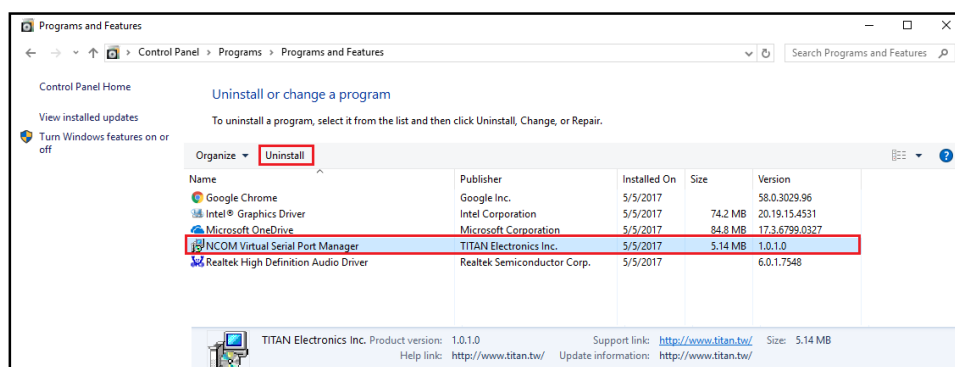 Programs and Features
Control Panel > Programs > Programs and Features
Search Programs and Features
Control Panel Home
View installed updates
Turn Windows features on or
off
Uninstall or change a program
To uninstall a program, select it from the list and then click Uninstall, Change, or Repair.
Organize Uninstall
Name Publisher Installed On Size Version
Google Chrome Google Inc. 5/5/2017 58.0.3029.96
Intel® Graphics Driver Intel Corporation 5/5/2017 74.2 MB 20.19.15.4531
Microsoft OneDrive Microsoft Corporation 5/5/2017 84.8 MB 17.3.6799.0327
NCOM Virtual Serial Port Manager TITAN Electronics Inc. 5/5/2017 5.14 MB 1.0.1.0
Realtek High Definition Audio Driver Realtek Semiconductor Corp. 5/5/2017 6.0.1.7548
TITAN Electronics Inc. Product version: 1.0.1.0 Support link: http://www.titan.tw/ Size: 5.14 MB
Help link: http://www.titan.tw/ Update information: http://www.titan.tw/